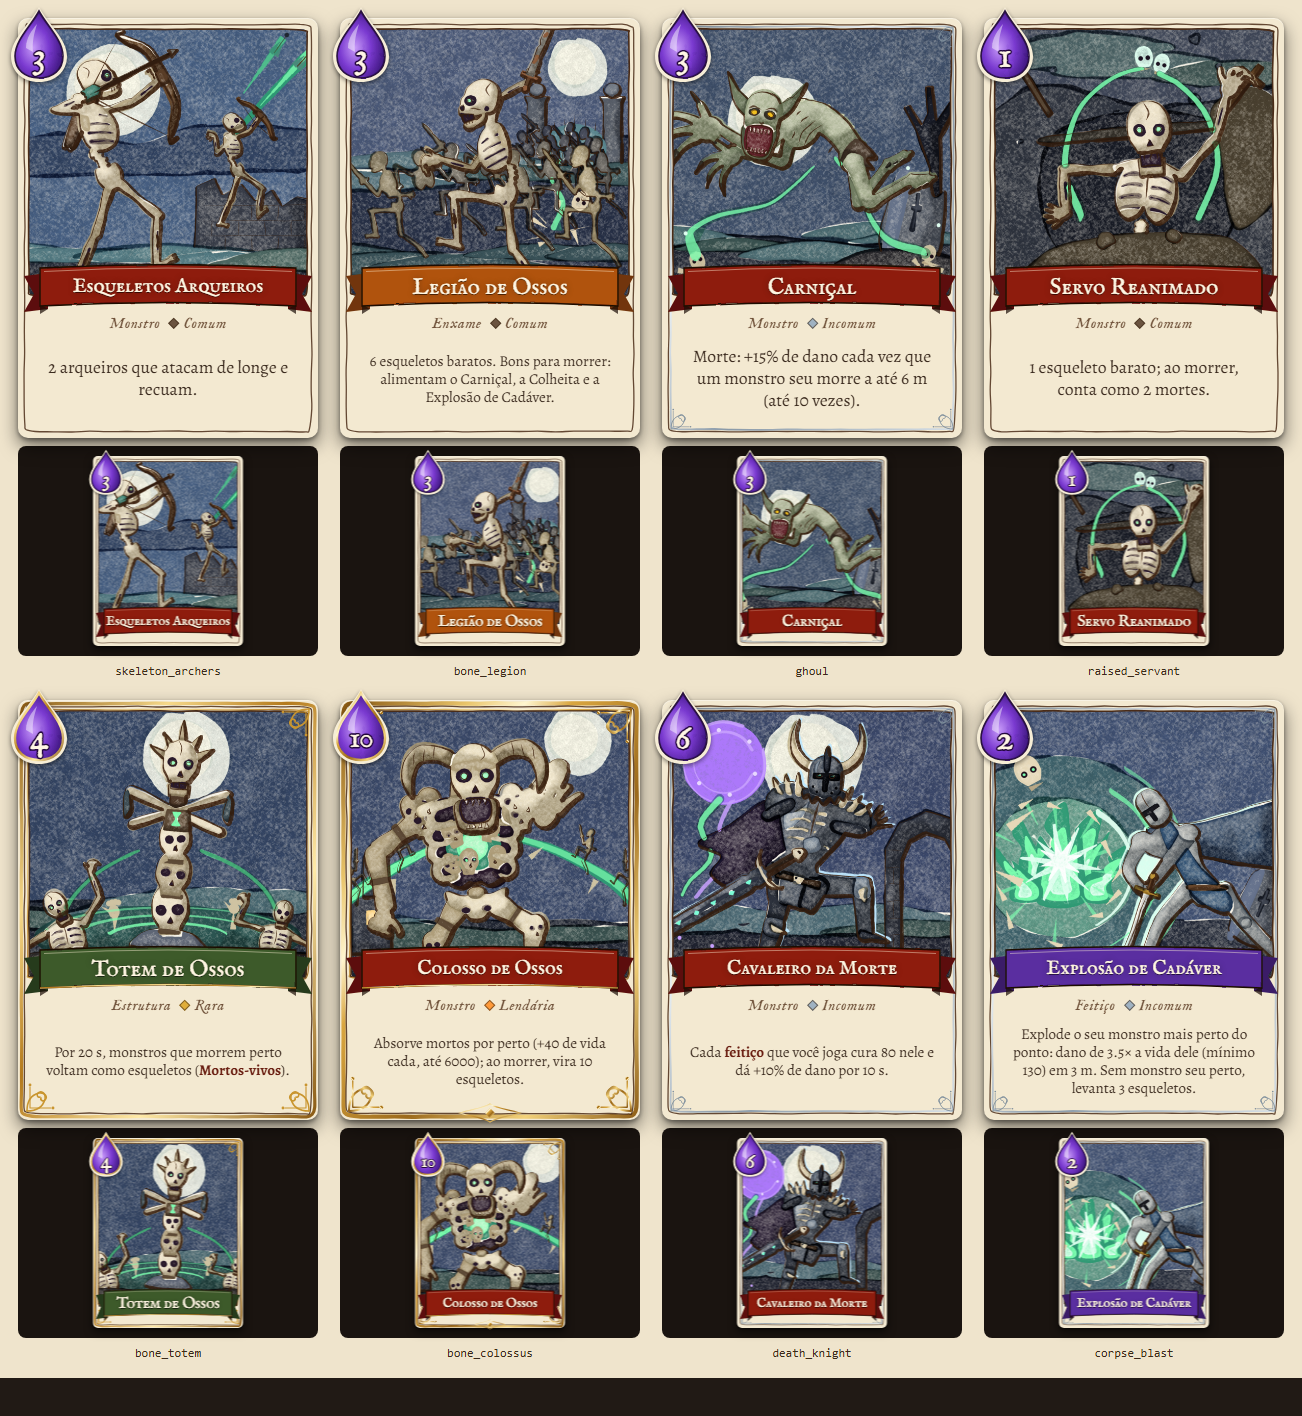 3
3
3
1
Esqueletos Arqueiros
Legião de Ossos
Carniçal
Servo Reanimado
Monstro ◆ Comum
Enxame ◆ Comum
Monstro ◆ Incomum
Monstro ◆ Comum
2 arqueiros que atacam de longe e
recuam.
6 esqueletos baratos. Bons para morrer:
alimentam o Carniçal, a Colheita e a
Explosão de Cadáver.
Morte: +15% de dano cada vez que
um monstro seu morre a até 6 m
(até 10 vezes).
1 esqueleto barato; ao morrer,
conta como 2 mortes.
3
3
3
1
Esqueletos Arqueiros
Legião de Ossos
Carniçal
Servo Reanimado
skeleton_archers
bone_legion
ghoul
raised_servant
4
10
6
2
Totem de Ossos
Colosso de Ossos
Cavaleiro da Morte
Explosão de Cadáver
Estrutura ◆ Rara
Monstro ◆ Lendária
Monstro ◆ Incomum
Feitiço ◆ Incomum
Por 20 s, monstros que morrem perto
voltam como esqueletos (Mortos-vivos).
Absorve mortos por perto (+40 de vida
cada, até 6000); ao morrer, vira 10
esqueletos.
Cada feitiço que você joga cura 80 nele e
dá +10% de dano por 10 s.
Explode o seu monstro mais perto do
ponto: dano de 3.5× a vida dele (mínimo
130) em 3 m. Sem monstro seu perto,
levanta 3 esqueletos.
4
10
6
2
Totem de Ossos
Colosso de Ossos
Cavaleiro da Morte
Explosão de Cadáver
bone_totem
bone_colossus
death_knight
corpse_blast